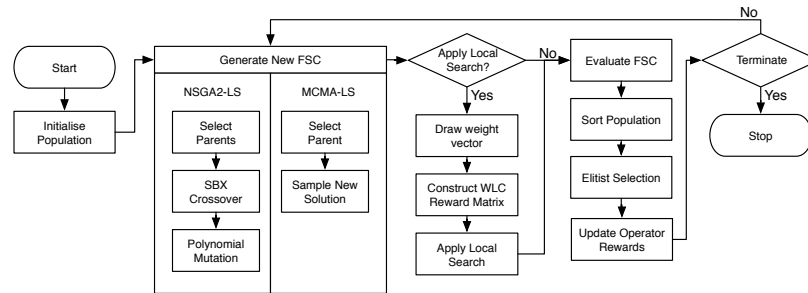 Start
Initialise
Population
Generate New FSC
NSGA2-LS
Select
Parents
SBX
Crossover
Polynomial
Mutation
MCMA-LS
Select
Parent
Sample New
Solution
Apply Local
Search?
No
Yes
Draw weight
vector
Construct WLC
Reward Matrix
Apply Local
Search
Evaluate FSC
Sort Population
Elitist Selection
Update Operator
Rewards
No
Terminate
Yes
Stop